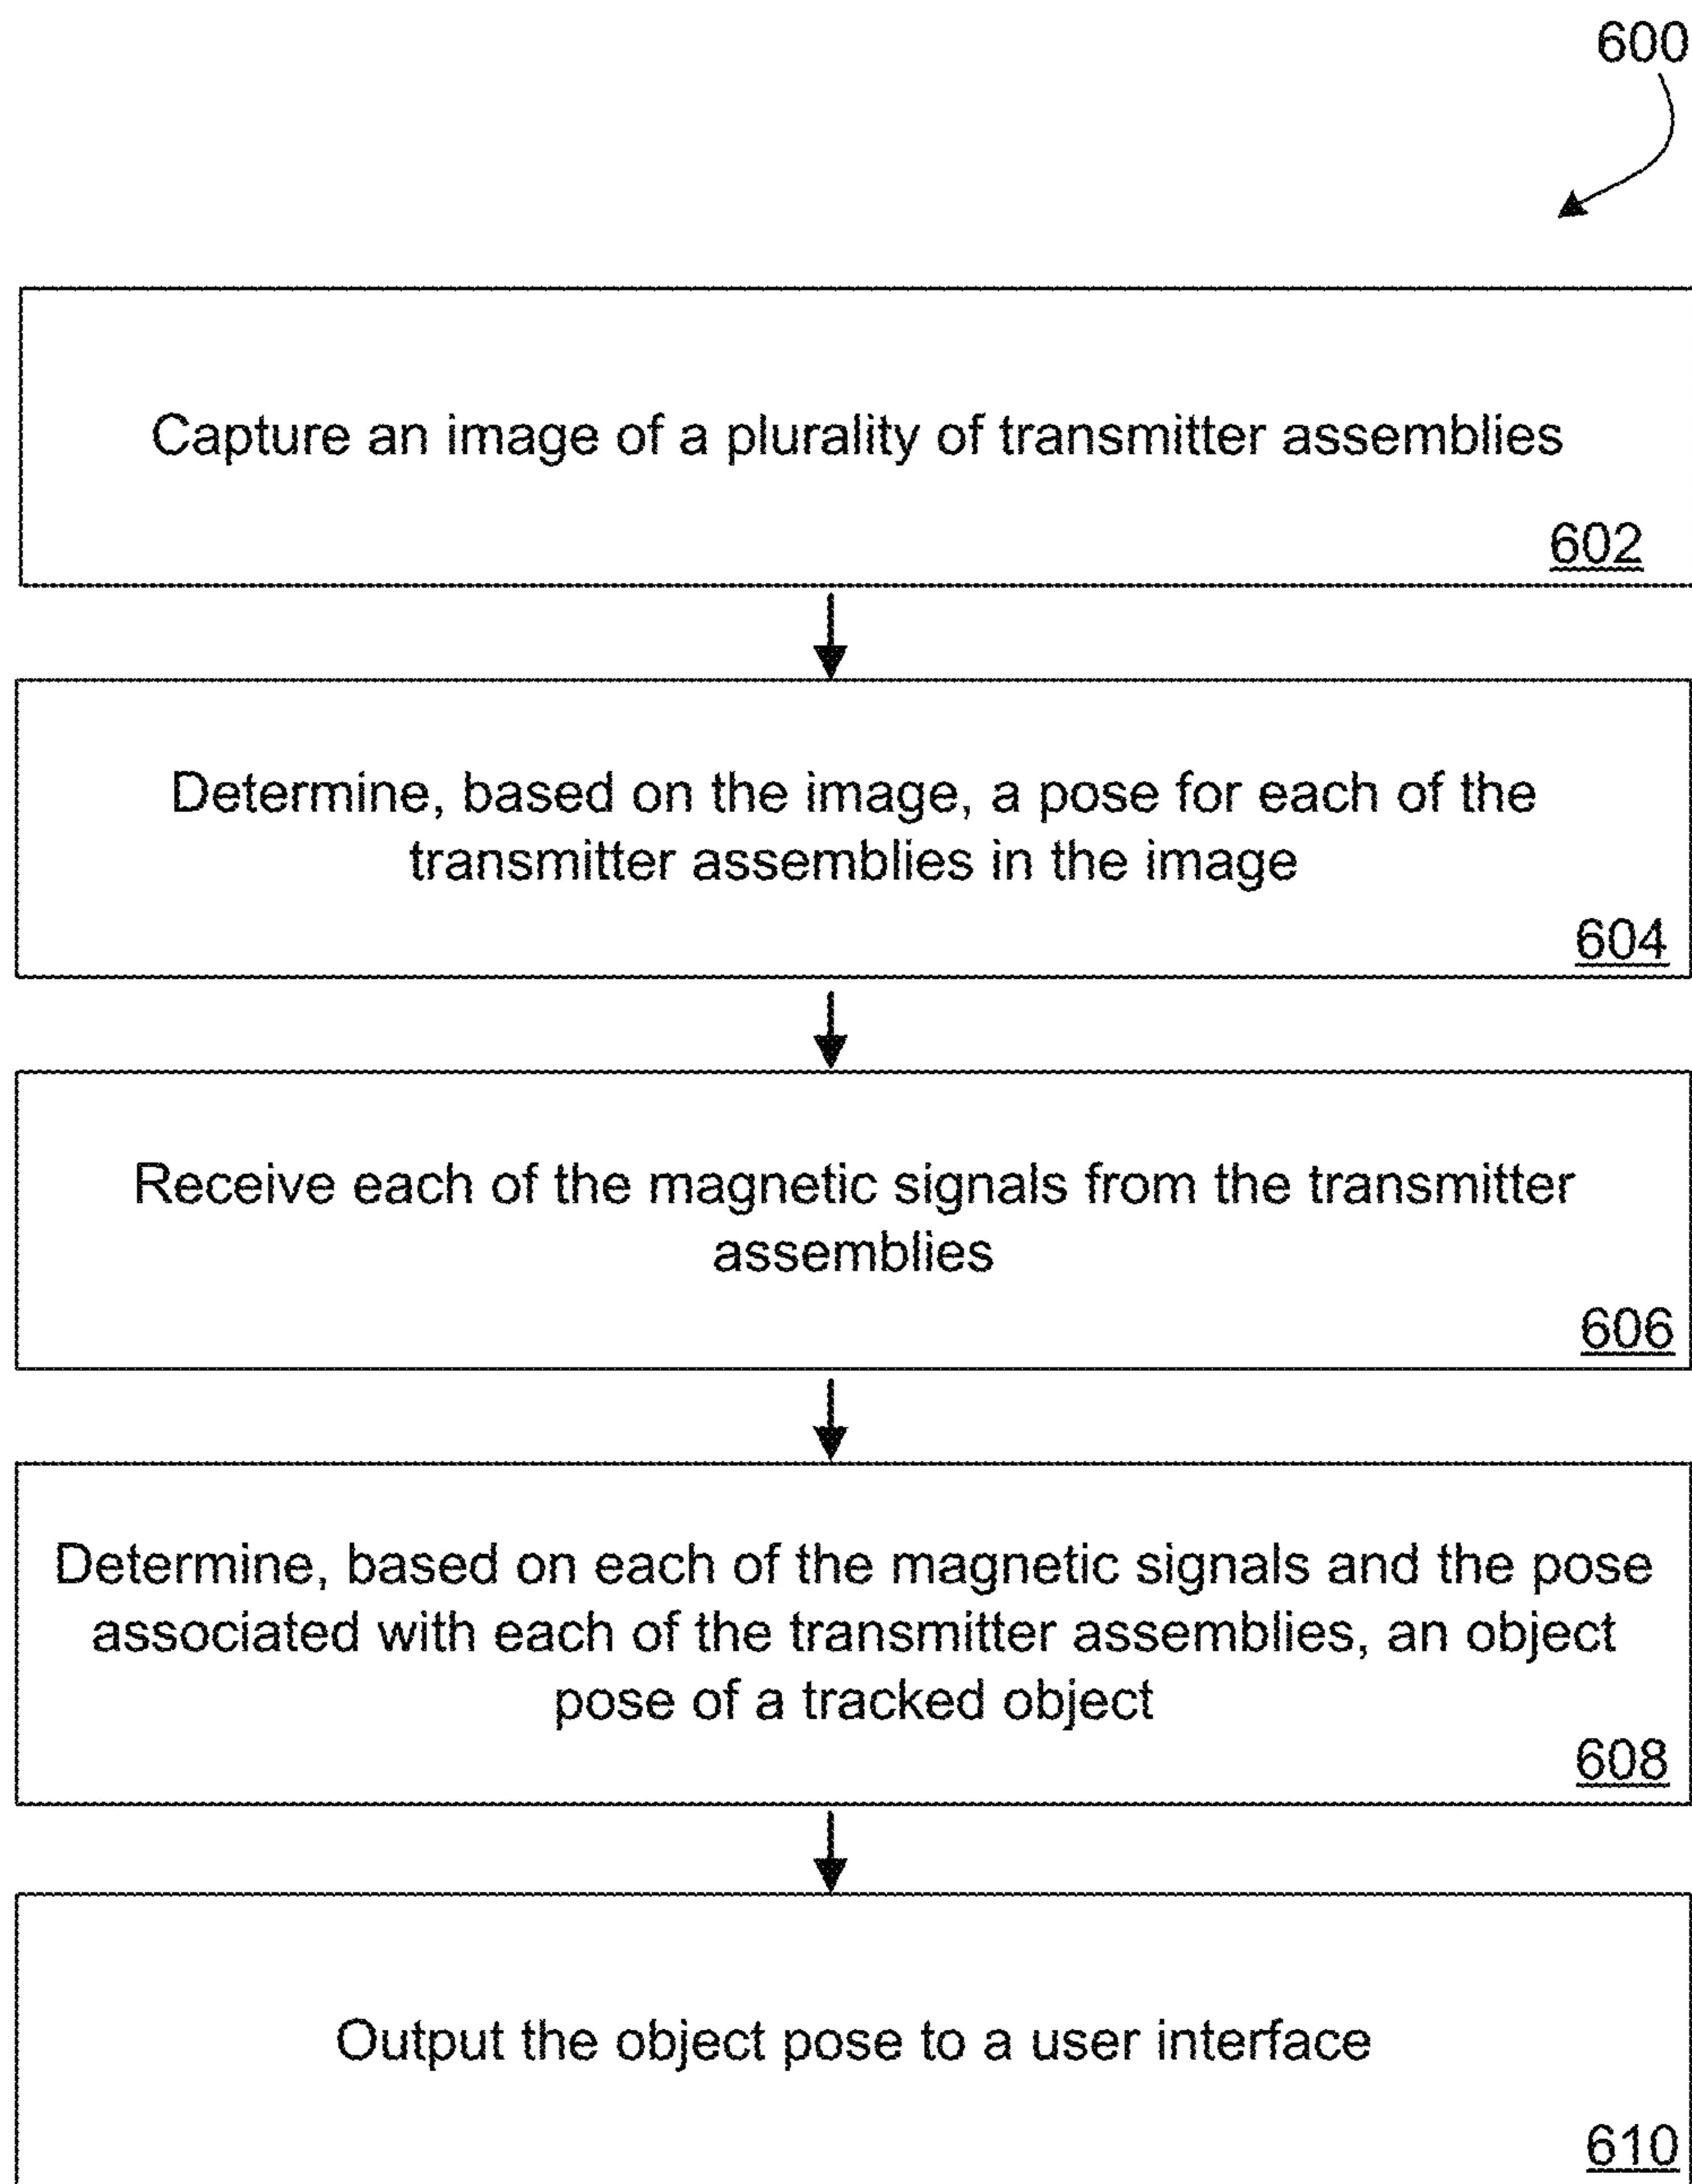 600
Capture an image of a plurality of transmitter assemblies
602
Determine, based on the image, a pose for each of the
transmitter assemblies in the image
604
Receive each of the magnetic signals from the transmitter
assemblies
606
Determine, based on each of the magnetic signals and the pose
associated with each of the transmitter assemblies, an object
pose of a tracked object
608
Output the object pose to a user interface
610